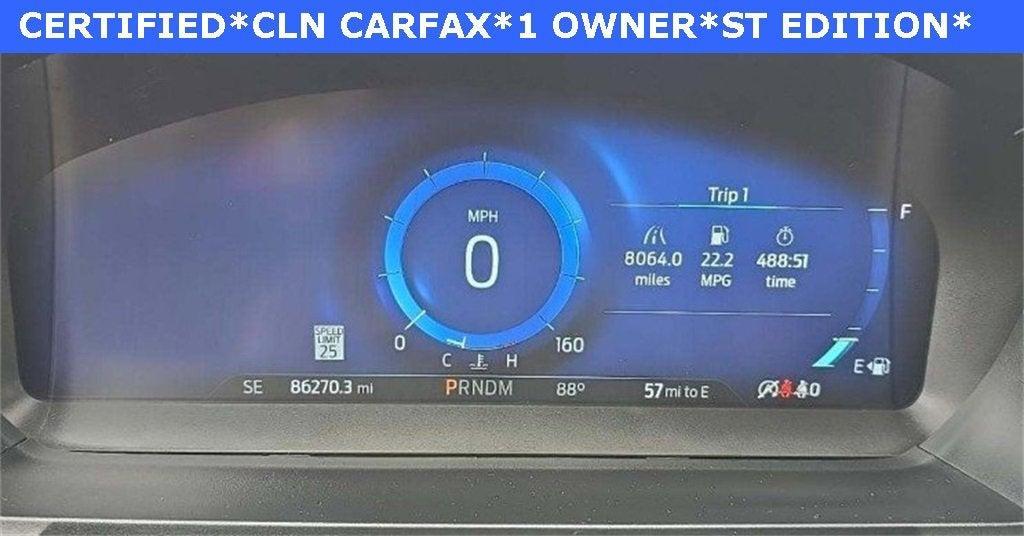 CERTIFIED*CLN CARFAX*1 OWNER*ST EDITION*
Trip 1
F
MPH
0
8064.0 22.2 488:51
miles MPG time
SPEED
LIMIT
25
0 160
C H
E
SE 86270.3 mi PRNDM 88° 57 mi to E 0